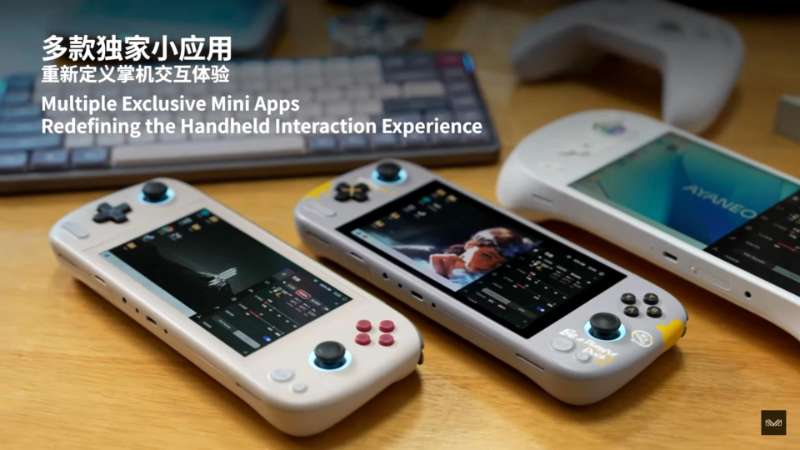 多款独家小应用
重新定义掌机交互体验
Multiple Exclusive Mini Apps
Redefining the Handheld Interaction Experience
AYANEO